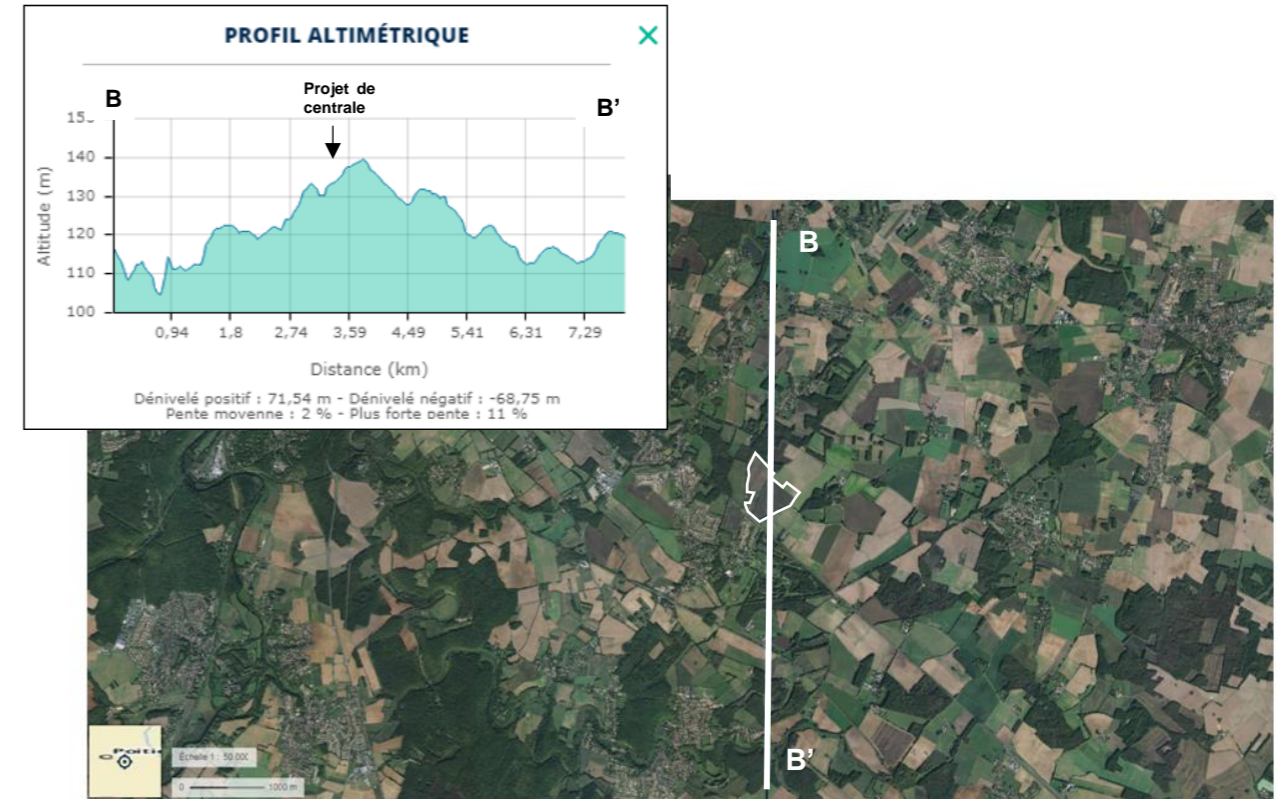 PROFIL ALTIMÉTRIQUE
B
Projet de
centrale
B’
140
130
120
110
100
Altitude (m)
0,94 1,8 2,74 3,59 4,49 5,41 6,31 7,29
Distance (km)
Dénivelé positif : 71,54 m - Dénivelé négatif : -68,75 m
Pente moyenne : 2 % - Plus forte pente : 11 %
B
B’
Échelle 1 :
0 1000 m